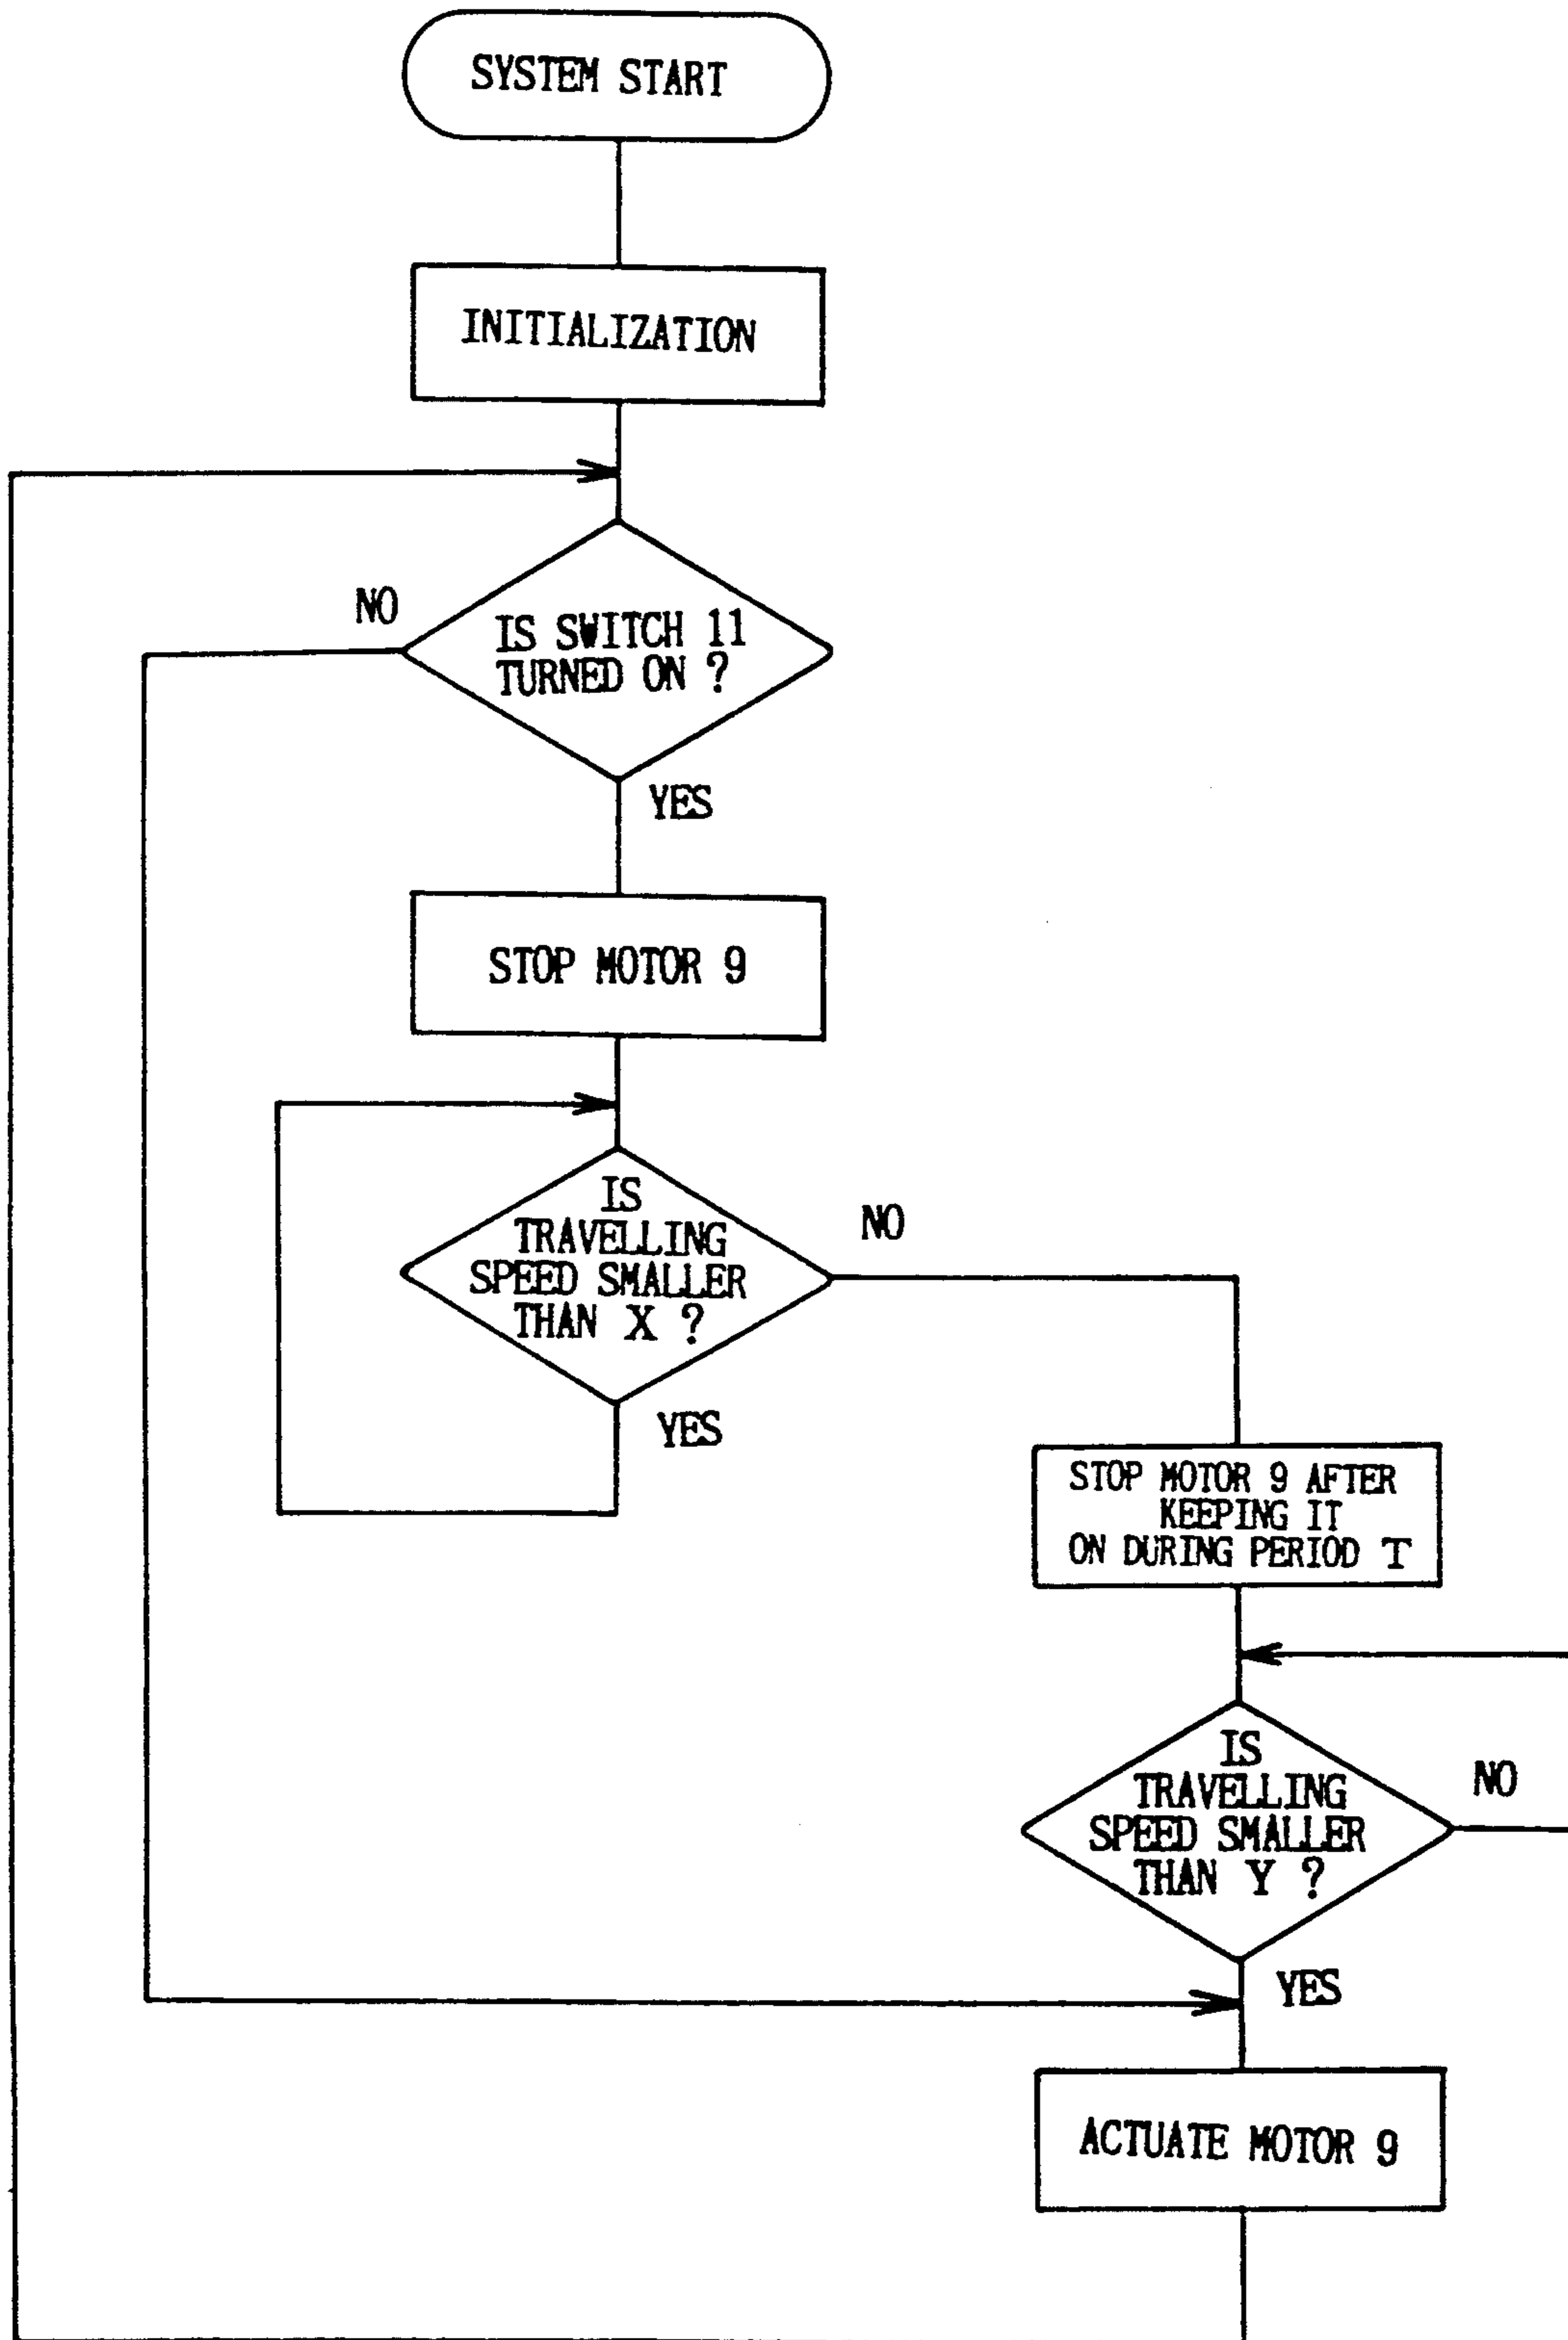 SYSTEM START
INITIALIZATION
NO
IS SWITCH 11
TURNED ON ?
YES
STOP MOTOR 9
IS
TRAVELLING
SPEED SMALLER
THAN X ?
NO
YES
STOP MOTOR 9 AFTER
KEEPING IT
ON DURING PERIOD T
IS
TRAVELLING
SPEED SMALLER
THAN Y ?
NO
YES
ACTUATE MOTOR 9